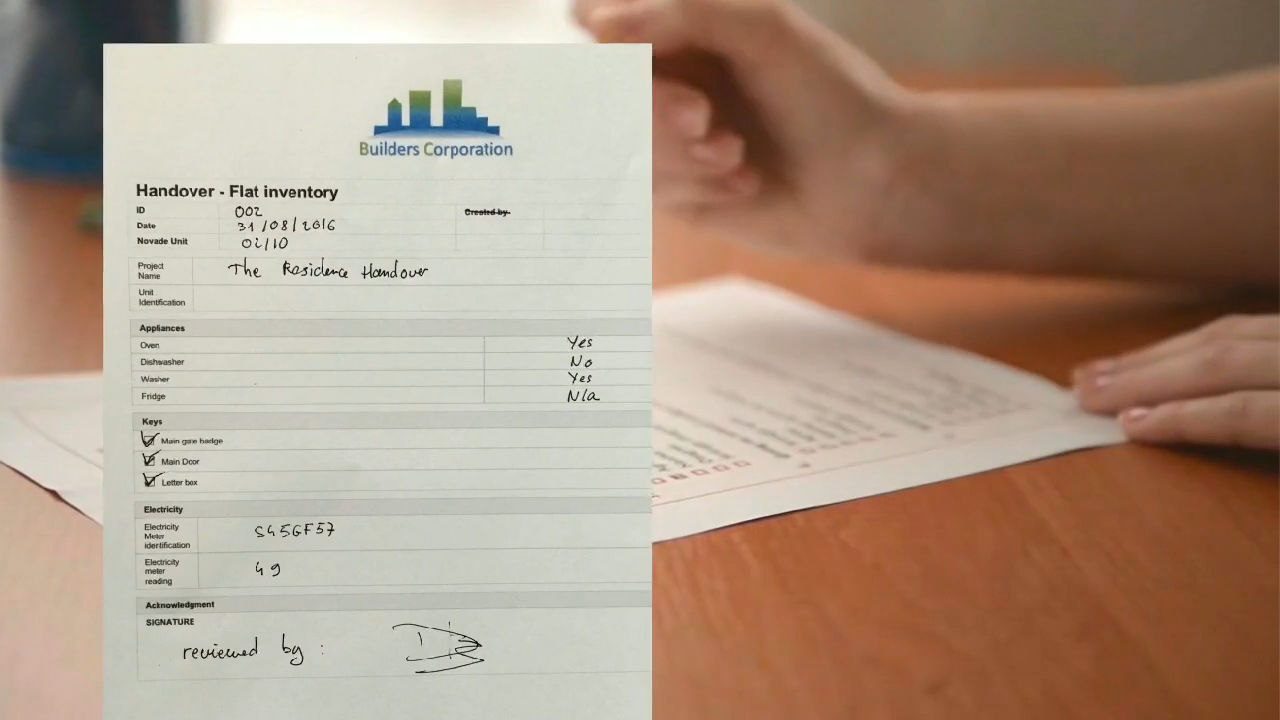 Builders Corporation
Handover - Flat inventory
ID 002 Created by
Date 31/08/2016
Novade Unit 02/10
Project Name The Residence Handover
Unit Identification
Appliances
Oven Yes
Dishwasher No
Washer Yes
Fridge N/a
Keys
Main gate badge
Main Door
Letter box
Electricity
Electricity Meter identification S45GF57
Electricity meter reading 49
Acknowledgment
SIGNATURE
reviewed by :